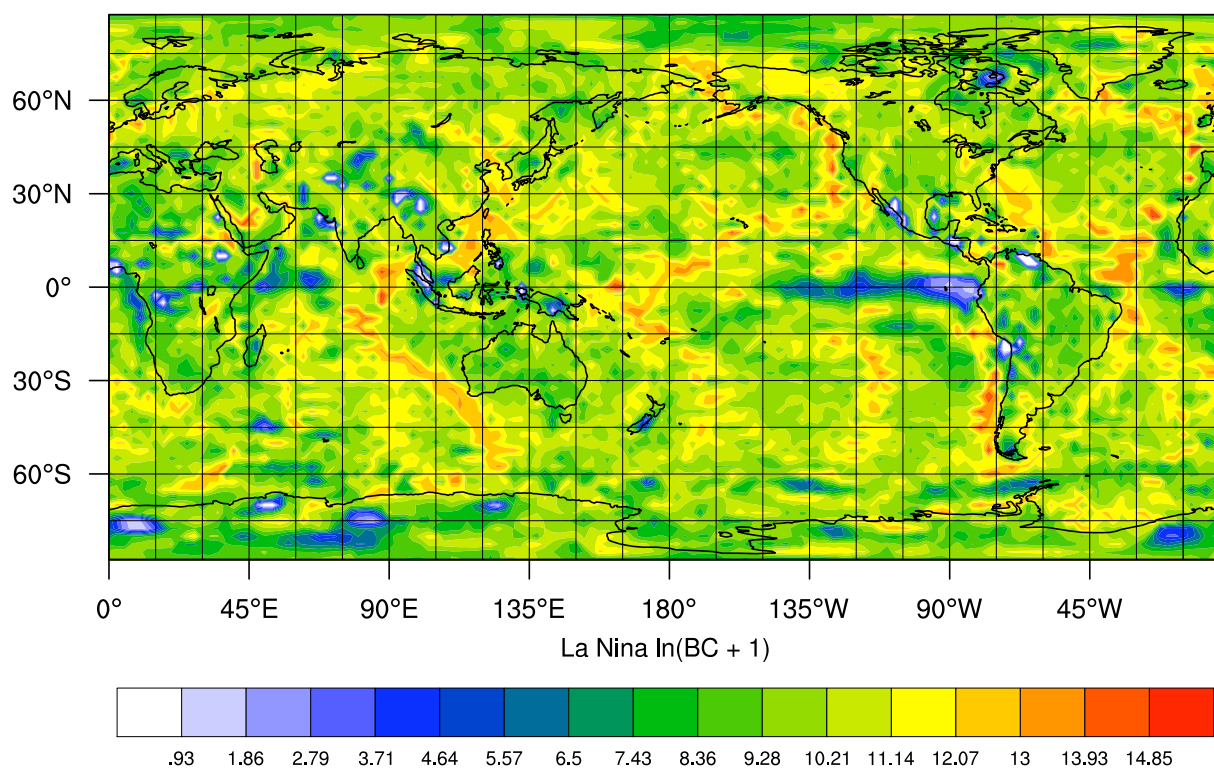 60°N
30°N
0°
30°S
60°S
0° 45°E 90°E 135°E 180° 135°W 90°W 45°W
La Nina ln(BC + 1)
.93 1.86 2.79 3.71 4.64 5.57 6.5 7.43 8.36 9.28 10.21 11.14 12.07 13 13.93 14.85